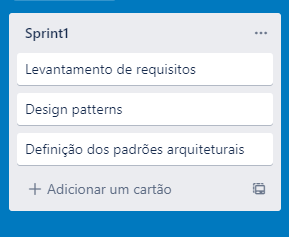 Sprint1
Levantamento de requisitos
Design patterns
Definição dos padrões arquiteturais
Adicionar um cartão